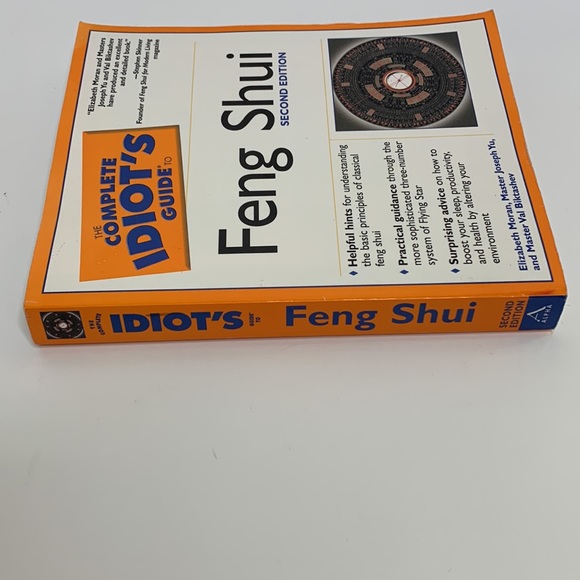 "Elizabeth Moran and Masters
Joseph Yu and Val Biktashev
have produced an excellent
and detailed book."
—Stephen Skinner
Founder of Feng Shui for Modern Living
magazine
THE
COMPLETE
IDIOT'S
GUIDE TO
Feng Shui
SECOND EDITION
♦ Helpful hints for understanding
the basic principles of classical
feng shui
♦ Practical guidance through the
more sophisticated three-number
system of Flying Star
♦ Surprising advice on how to
boost your sleep, productivity,
and health by altering your
environment
Elizabeth Moran, Master Joseph Yu,
and Master Val Biktashev
THE COMPLETE
IDIOT'S
GUIDE TO
Feng Shui
SECOND
EDITION
A
ALPHA